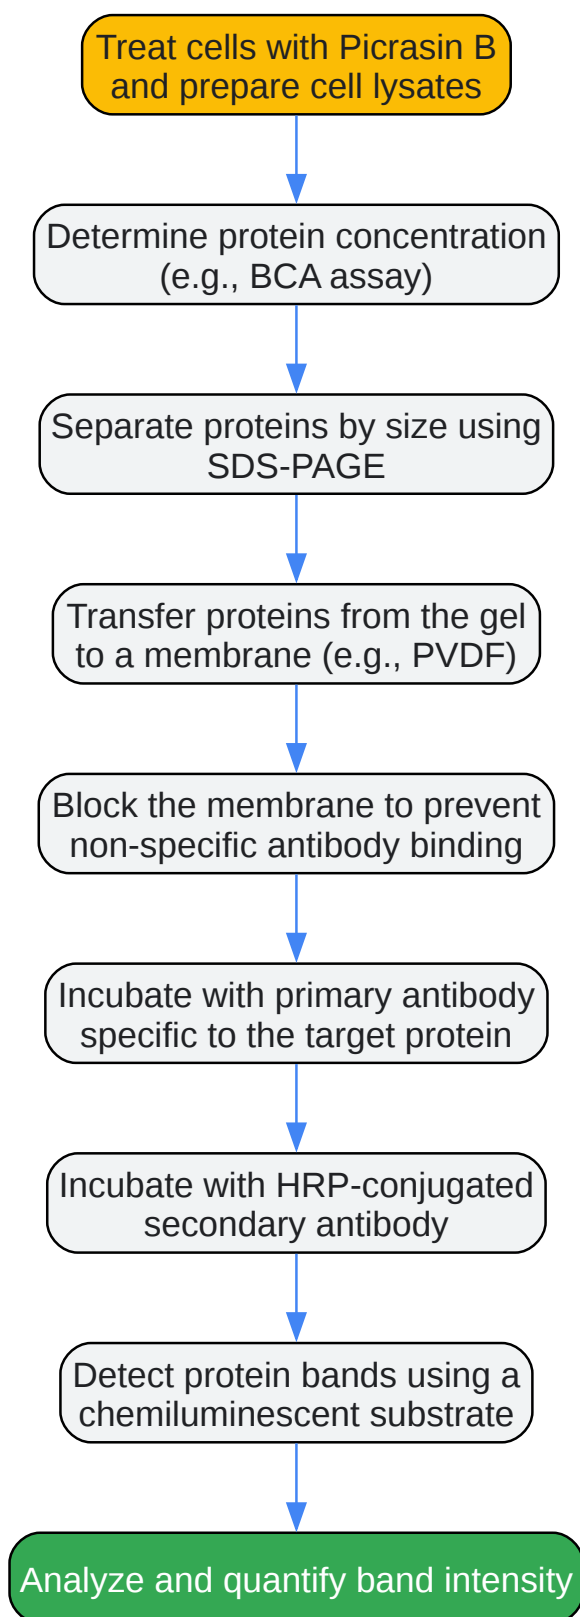 Treat cells with Picrasin B
and prepare cell lysates
Determine protein concentration
(e.g., BCA assay)
Separate proteins by size using
SDS-PAGE
Transfer proteins from the gel
to a membrane (e.g., PVDF)
Block the membrane to prevent
non-specific antibody binding
Incubate with primary antibody
specific to the target protein
Incubate with HRP-conjugated
secondary antibody
Detect protein bands using a
chemiluminescent substrate
Analyze and quantify band intensity